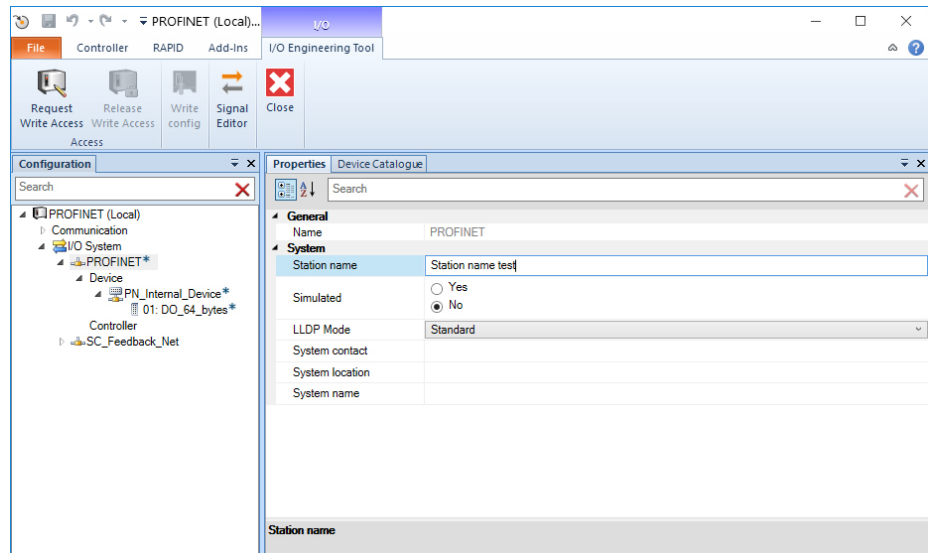 PROFINET (Local)... I/O
File Controller RAPID Add-Ins I/O Engineering Tool
Request Write Access
Release Write Access
Write config
Signal Editor
Close
Access
Configuration
Search
PROFINET (Local)
Communication
I/O System
PROFINET*
Device
PN_Internal_Device*
01: DO_64_bytes*
Controller
SC_Feedback_Net
Properties Device Catalogue
Search
General
Name PROFINET
System
Station name Station name test
Simulated Yes
No
LLDP Mode Standard
System contact
System location
System name
Station name